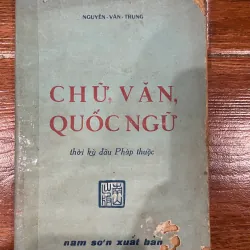 NGUYỄN-VĂN-TRUNG
CHỮ, VĂN,
QUỐC NGỮ
thời kỳ đầu Pháp thuộc
nam sơn xuất bản